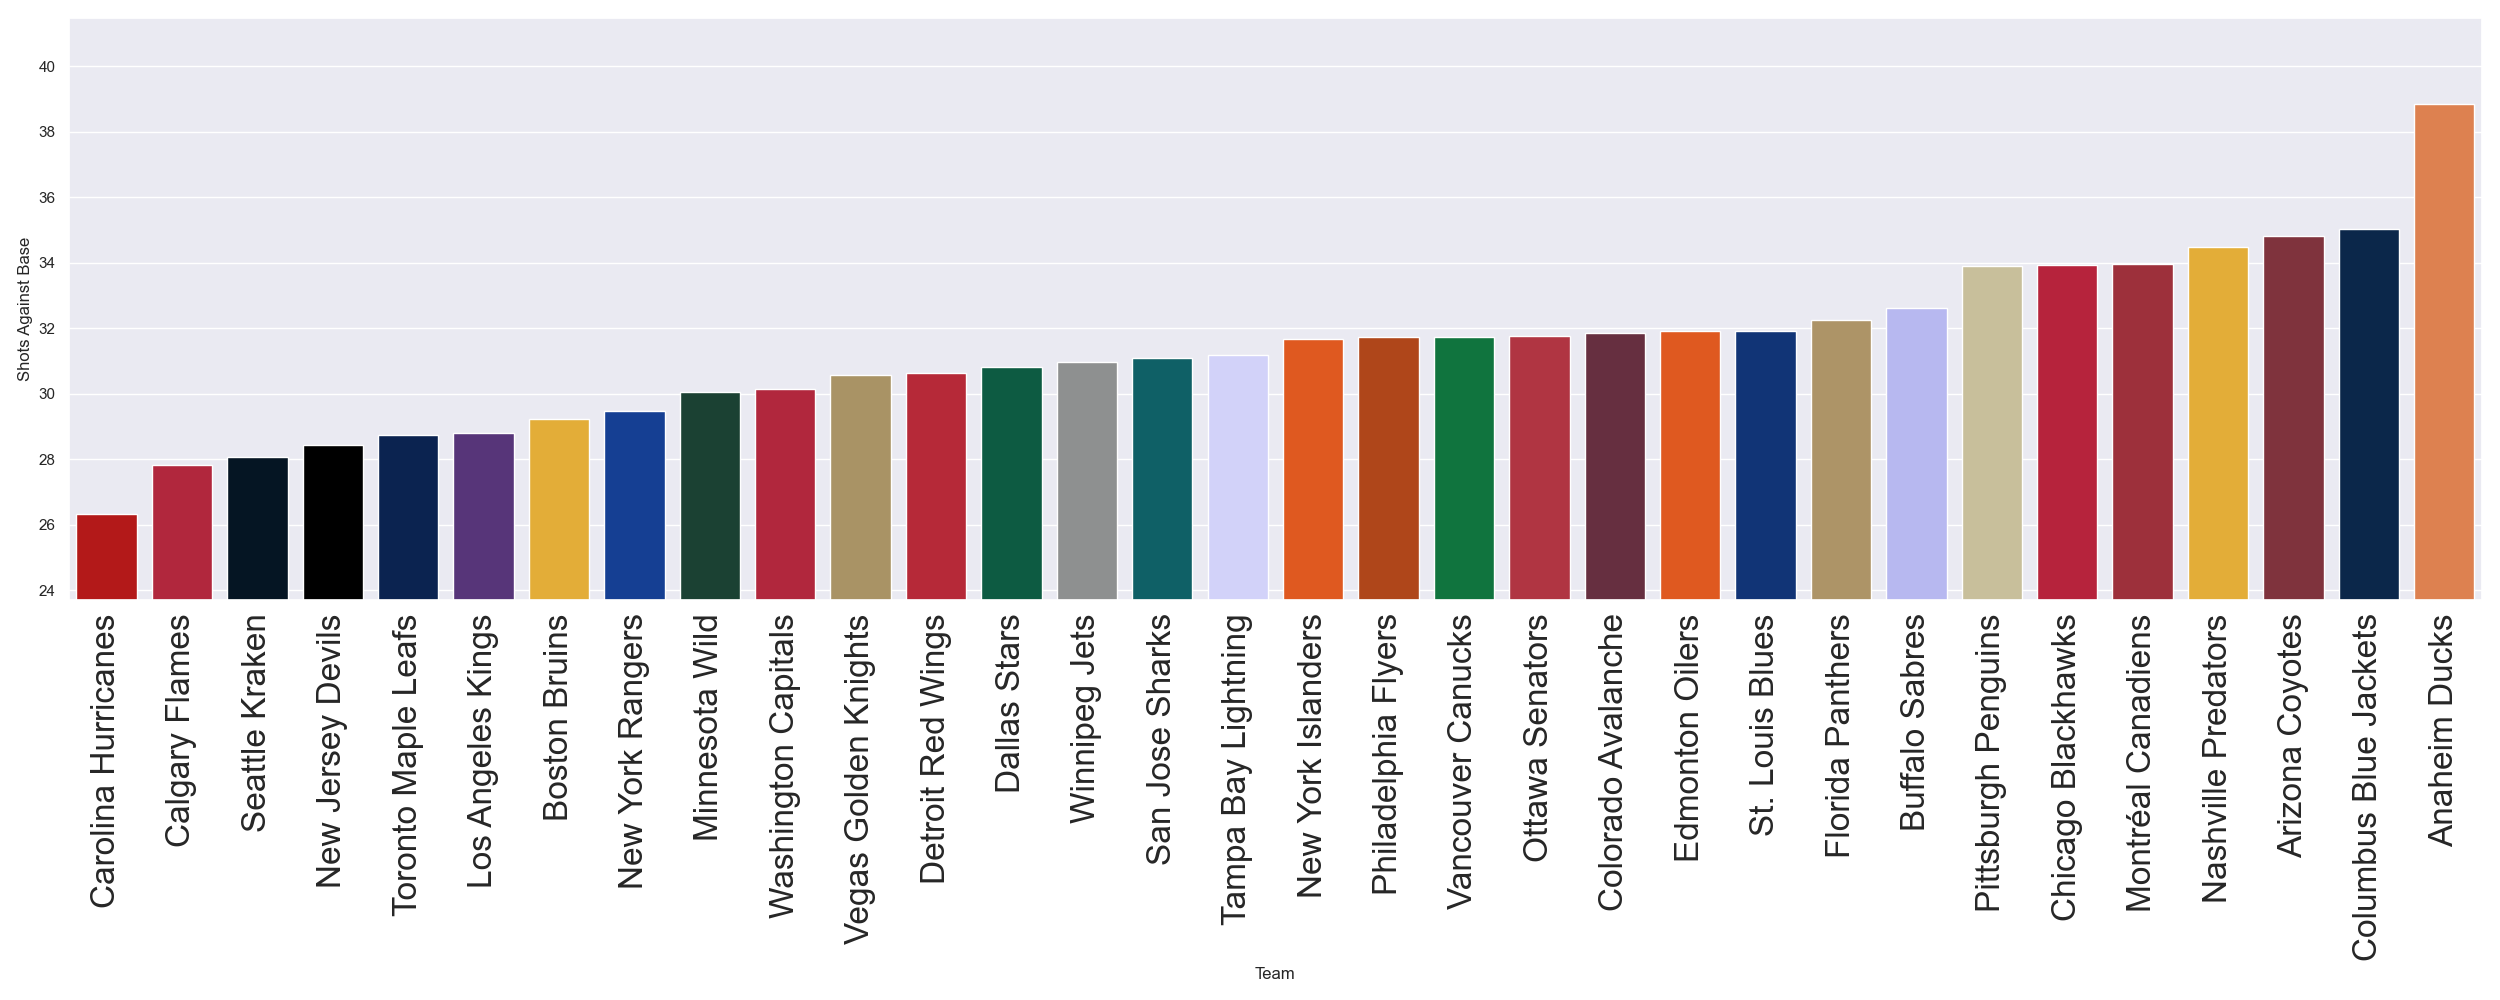 40
38
36
34
32
30
28
26
24
Shots Against Base
Carolina Hurricanes
Calgary Flames
Seattle Kraken
New Jersey Devils
Toronto Maple Leafs
Los Angeles Kings
Boston Bruins
New York Rangers
Minnesota Wild
Washington Capitals
Vegas Golden Knights
Detroit Red Wings
Dallas Stars
Winnipeg Jets
San Jose Sharks
Tampa Bay Lightning
New York Islanders
Philadelphia Flyers
Vancouver Canucks
Ottawa Senators
Colorado Avalanche
Edmonton Oilers
St. Louis Blues
Florida Panthers
Buffalo Sabres
Pittsburgh Penguins
Chicago Blackhawks
Montréal Canadiens
Nashville Predators
Arizona Coyotes
Columbus Blue Jackets
Anaheim Ducks
Team